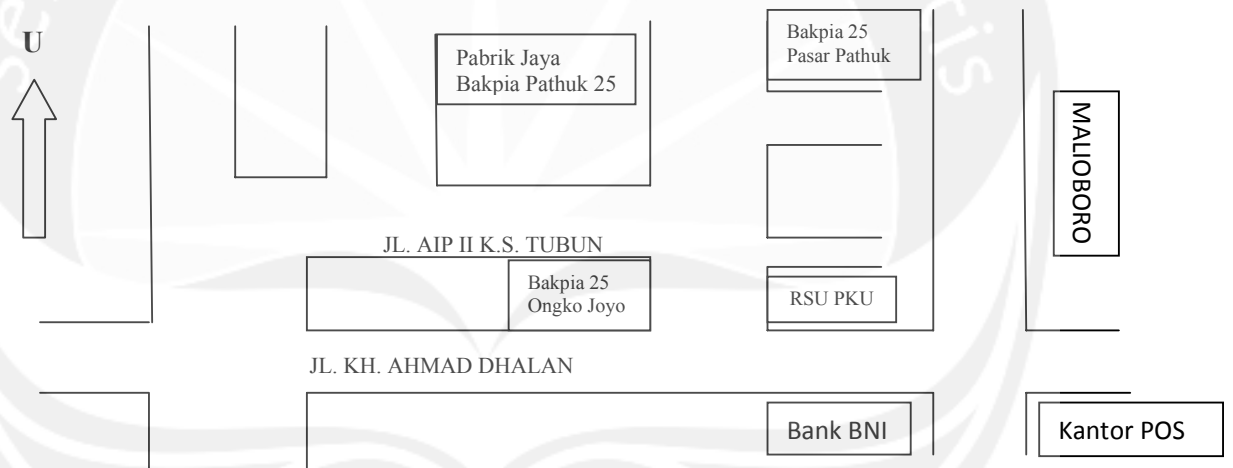 U
Pabrik Jaya
Bakpia Pathuk 25
Bakpia 25
Pasar Pathuk
MALIOBORO
JL. AIP II K.S. TUBUN
Bakpia 25
Ongko Joyo
RSU PKU
JL. KH. AHMAD DHALAN
Bank BNI
Kantor POS